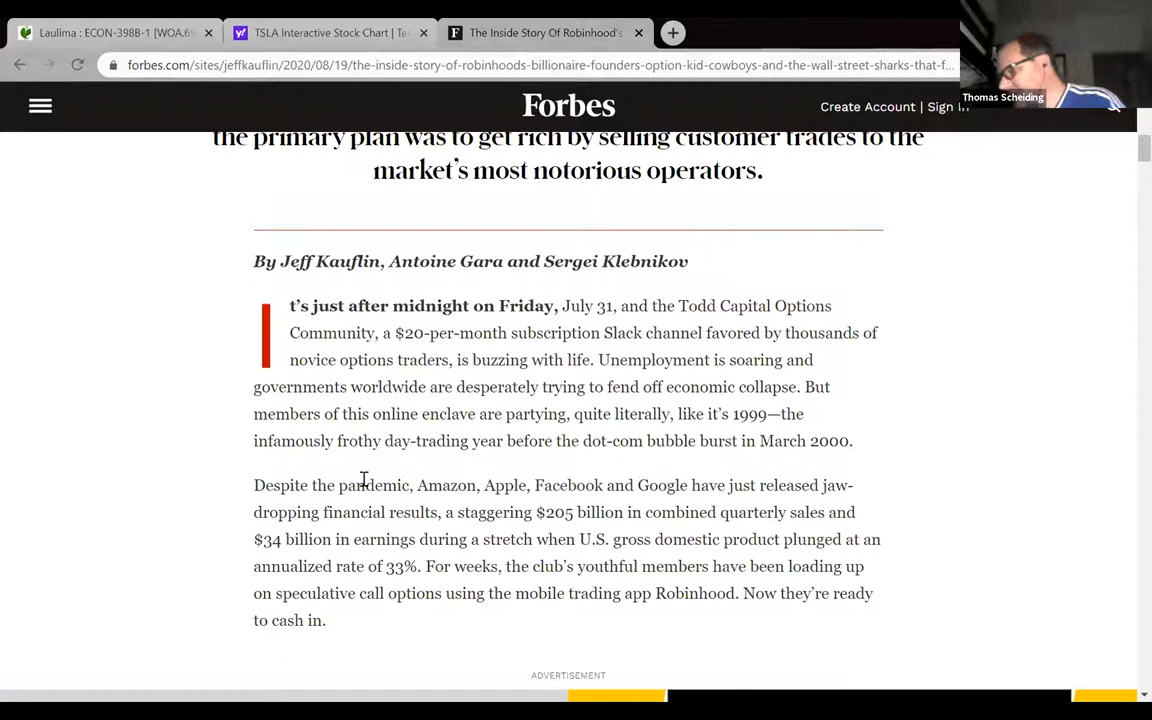 Laulima : ECON-398B-1 [WOA.6
TSLA Interactive Stock Chart | Te
The Inside Story Of Robinhood's
forbes.com/sites/jeffkauflin/2020/08/19/the-inside-story-of-robinhoods-billionaire-founders-option-kid-cowboys-and-the-wall-street-sharks-that-f...
Thomas Scheiding
Forbes
Create Account | Sign In
the primary plan was to get rich by selling customer trades to the
market's most notorious operators.
By Jeff Kauflin, Antoine Gara and Sergei Klebnikov
It's just after midnight on Friday, July 31, and the Todd Capital Options
Community, a $20-per-month subscription Slack channel favored by thousands of
novice options traders, is buzzing with life. Unemployment is soaring and
governments worldwide are desperately trying to fend off economic collapse. But
members of this online enclave are partying, quite literally, like it's 1999—the
infamously frothy day-trading year before the dot-com bubble burst in March 2000.
Despite the pandemic, Amazon, Apple, Facebook and Google have just released jaw-
dropping financial results, a staggering $205 billion in combined quarterly sales and
$34 billion in earnings during a stretch when U.S. gross domestic product plunged at an
annualized rate of 33%. For weeks, the club's youthful members have been loading up
on speculative call options using the mobile trading app Robinhood. Now they're ready
to cash in.
ADVERTISEMENT